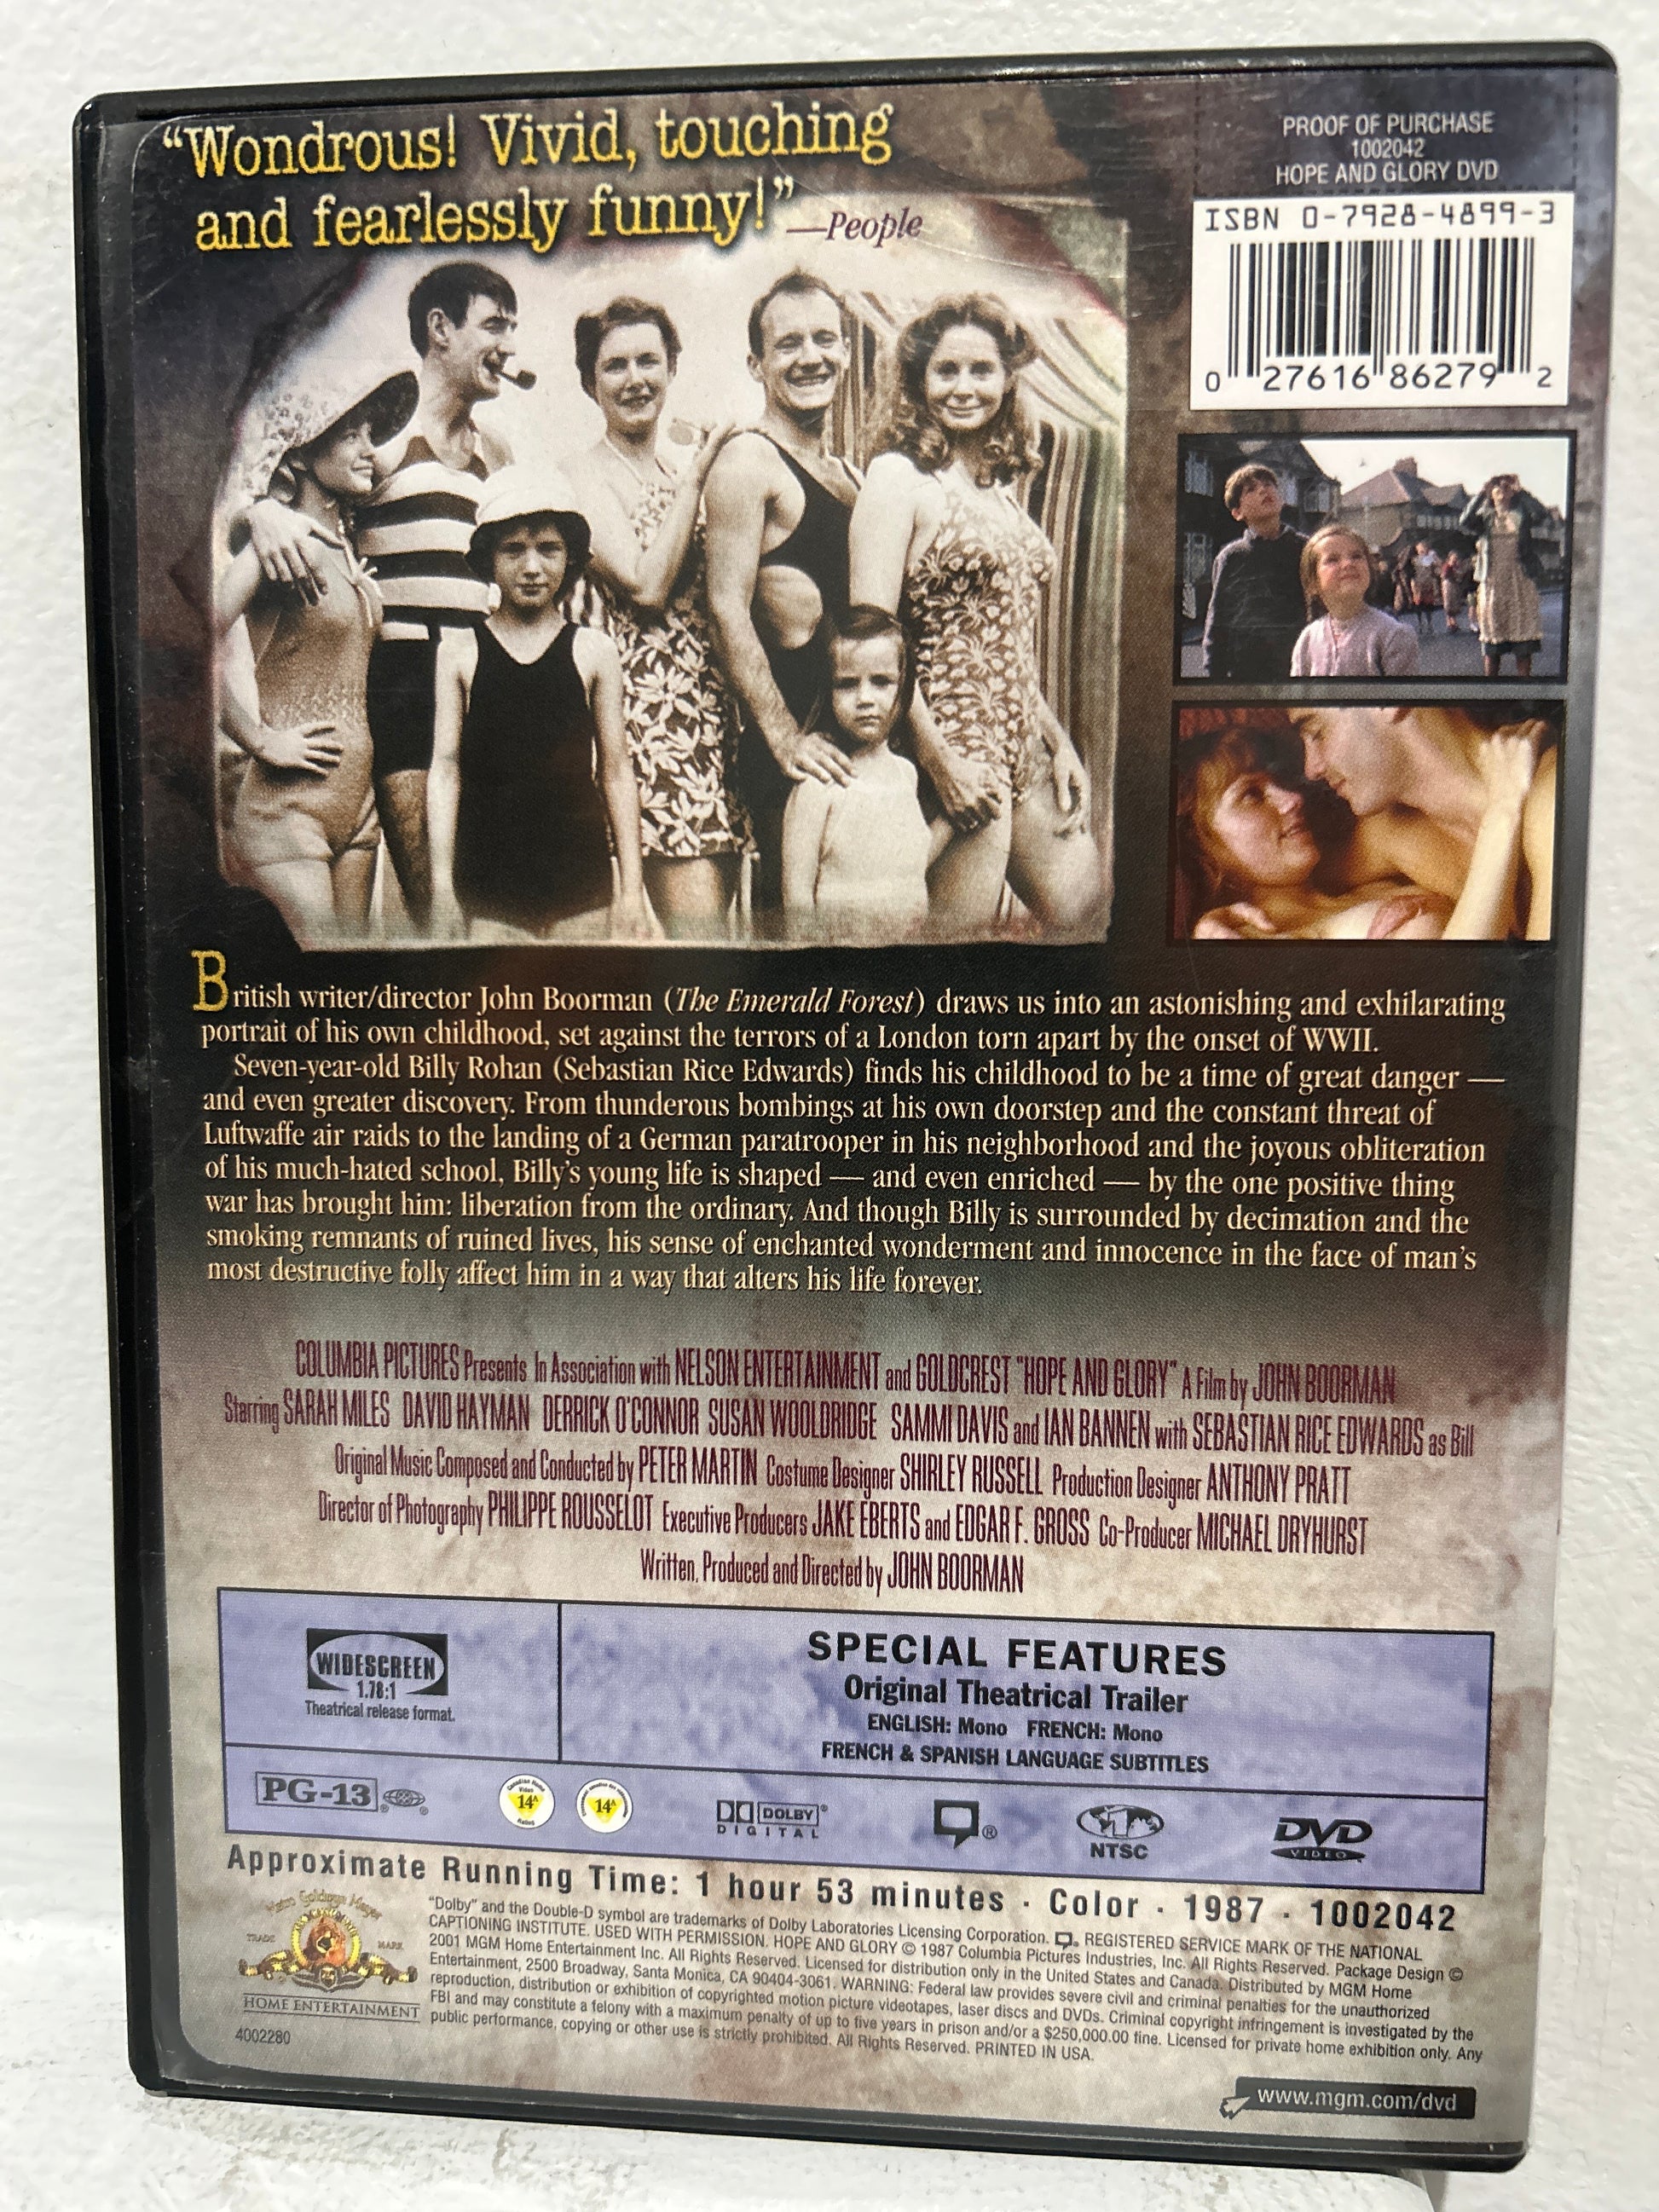 “Wondrous! Vivid, touching
and fearlessly funny!”
—People
PROOF OF PURCHASE
1002042
HOPE AND GLORY DVD
ISBN 0-7928-4899-3
0 27616 86279 2
British writer/director John Boorman (The Emerald Forest) draws us into an astonishing and exhilarating
portrait of his own childhood, set against the terrors of a London torn apart by the onset of WWII.
Seven-year-old Billy Rohan (Sebastian Rice Edwards) finds his childhood to be a time of great danger —
and even greater discovery. From thunderous bombings at his own doorstep and the constant threat of
Luftwaffe air raids to the landing of a German paratrooper in his neighborhood and the joyous obliteration
of his much-hated school, Billy’s young life is shaped — and even enriched — by the one positive thing
war has brought him: liberation from the ordinary. And though Billy is surrounded by decimation and the
smoking remnants of ruined lives, his sense of enchanted wonderment and innocence in the face of man’s
most destructive folly affect him in a way that alters his life forever.
COLUMBIA PICTURES Presents In Association with NELSON ENTERTAINMENT and GOLDCREST "HOPE AND GLORY" A Film by JOHN BOORMAN
Starring SARAH MILES DAVID HAYMAN DERRICK O'CONNOR SUSAN WOOLDRIDGE SAMMI DAVIS and IAN BANNEN with SEBASTIAN RICE EDWARDS as Bill
Original Music Composed and Conducted by PETER MARTIN Costume Designer SHIRLEY RUSSELL Production Designer ANTHONY PRATT
Director of Photography PHILIPPE ROUSSELOT Executive Producers JAKE EBERTS and EDGAR F. GROSS Co-Producer MICHAEL DRYHURST
Written, Produced and Directed by JOHN BOORMAN
WIDESCREEN
1.78:1
Theatrical release format.
SPECIAL FEATURES
Original Theatrical Trailer
ENGLISH: Mono FRENCH: Mono
FRENCH & SPANISH LANGUAGE SUBTITLES
PG-13®
®
Canadian Home
Video
14A
Rated
14A
DOLBY®
DIGITAL
®
NTSC
DVD
VIDEO
Approximate Running Time: 1 hour 53 minutes · Color · 1987 · 1002042
Metro Goldwyn Mayer
TRADE MARK
HOME ENTERTAINMENT
4002280
“Dolby” and the Double-D symbol are trademarks of Dolby Laboratories Licensing Corporation. ® REGISTERED SERVICE MARK OF THE NATIONAL
CAPTIONING INSTITUTE. USED WITH PERMISSION. HOPE AND GLORY © 1987 Columbia Pictures Industries, Inc. All Rights Reserved. Package Design ©
2001 MGM Home Entertainment Inc. All Rights Reserved. Licensed for distribution only in the United States and Canada. Distributed by MGM Home
Entertainment, 2500 Broadway, Santa Monica, CA 90404-3061. WARNING: Federal law provides severe civil and criminal penalties for the unauthorized
reproduction, distribution or exhibition of copyrighted motion picture videotapes, laser discs and DVDs. Criminal copyright infringement is investigated by the
FBI and may constitute a felony with a maximum penalty of up to five years in prison and/or a $250,000.00 fine. Licensed for private home exhibition only. Any
public performance, copying or other use is strictly prohibited. All Rights Reserved. PRINTED IN USA.
www.mgm.com/dvd